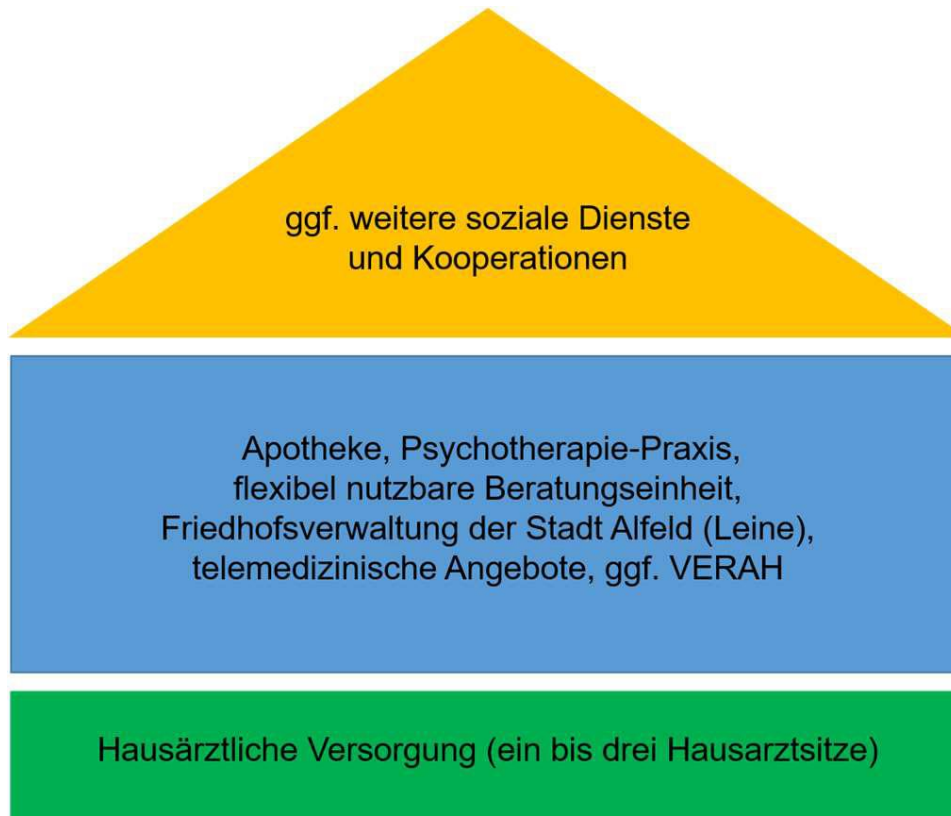 ggf. weitere soziale Dienste
und Kooperationen
Apotheke, Psychotherapie-Praxis,
flexibel nutzbare Beratungseinheit,
Friedhofsverwaltung der Stadt Alfeld (Leine),
telemedizinische Angebote, ggf. VERAH
Hausärztliche Versorgung (ein bis drei Hausarztsitze)